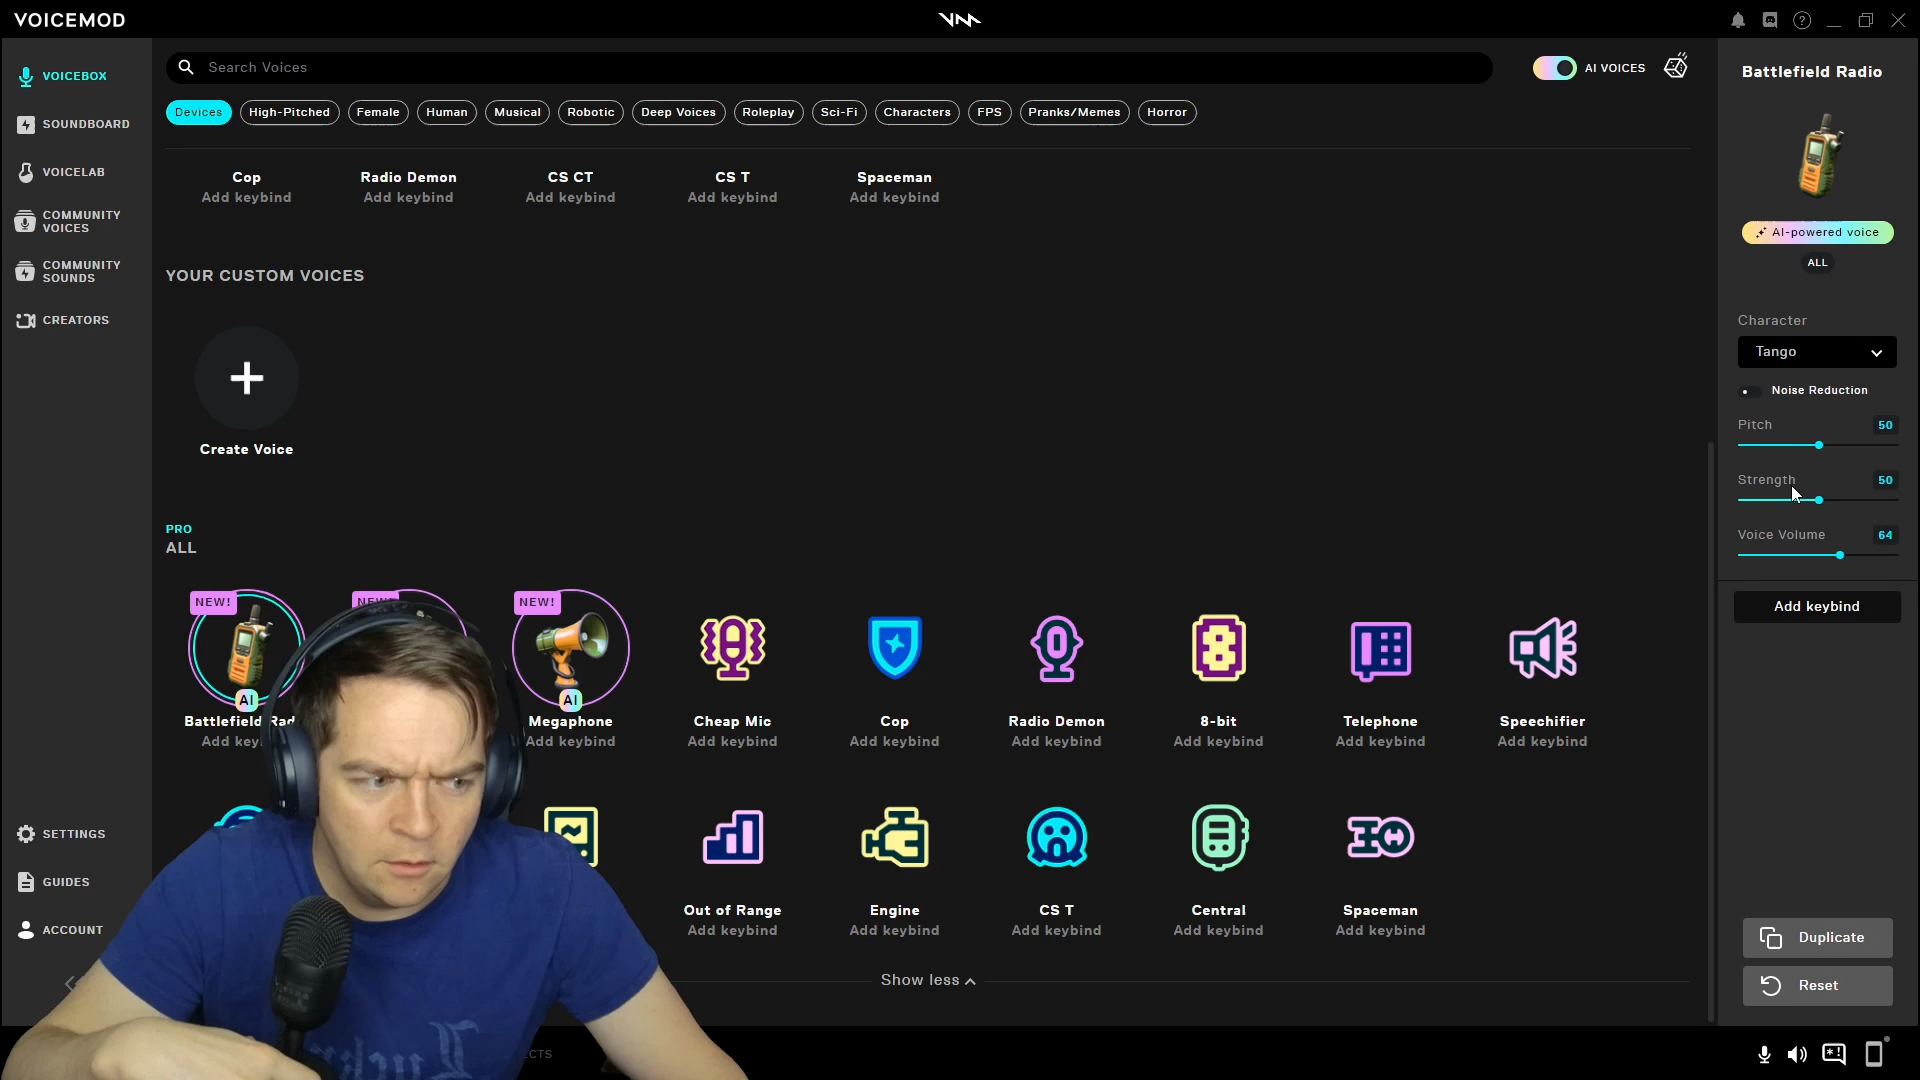 VOICEMOD
VOICEBOX
SOUNDBOARD
VOICELAB
COMMUNITY
VOICES
COMMUNITY
SOUNDS
CREATORS
SETTINGS
GUIDES
ACCOUNT
Search Voices
AI VOICES
Devices
High-Pitched
Female
Human
Musical
Robotic
Deep Voices
Roleplay
Sci-Fi
Characters
FPS
Pranks/Memes
Horror
Cop
Add keybind
Radio Demon
Add keybind
CS CT
Add keybind
CS T
Add keybind
Spaceman
Add keybind
YOUR CUSTOM VOICES
Create Voice
PRO
ALL
NEW!
AI
Battlefield Rad
Add key
NEW!
NEW!
AI
Megaphone
Add keybind
Cheap Mic
Add keybind
Cop
Add keybind
Radio Demon
Add keybind
8-bit
Add keybind
Telephone
Add keybind
Speechifier
Add keybind
Out of Range
Add keybind
Engine
Add keybind
CS T
Add keybind
Central
Add keybind
Spaceman
Add keybind
Show less
ECTS
Battlefield Radio
AI-powered voice
ALL
Character
Tango
Noise Reduction
Pitch 50
Strength 50
Voice Volume 64
Add keybind
Duplicate
Reset